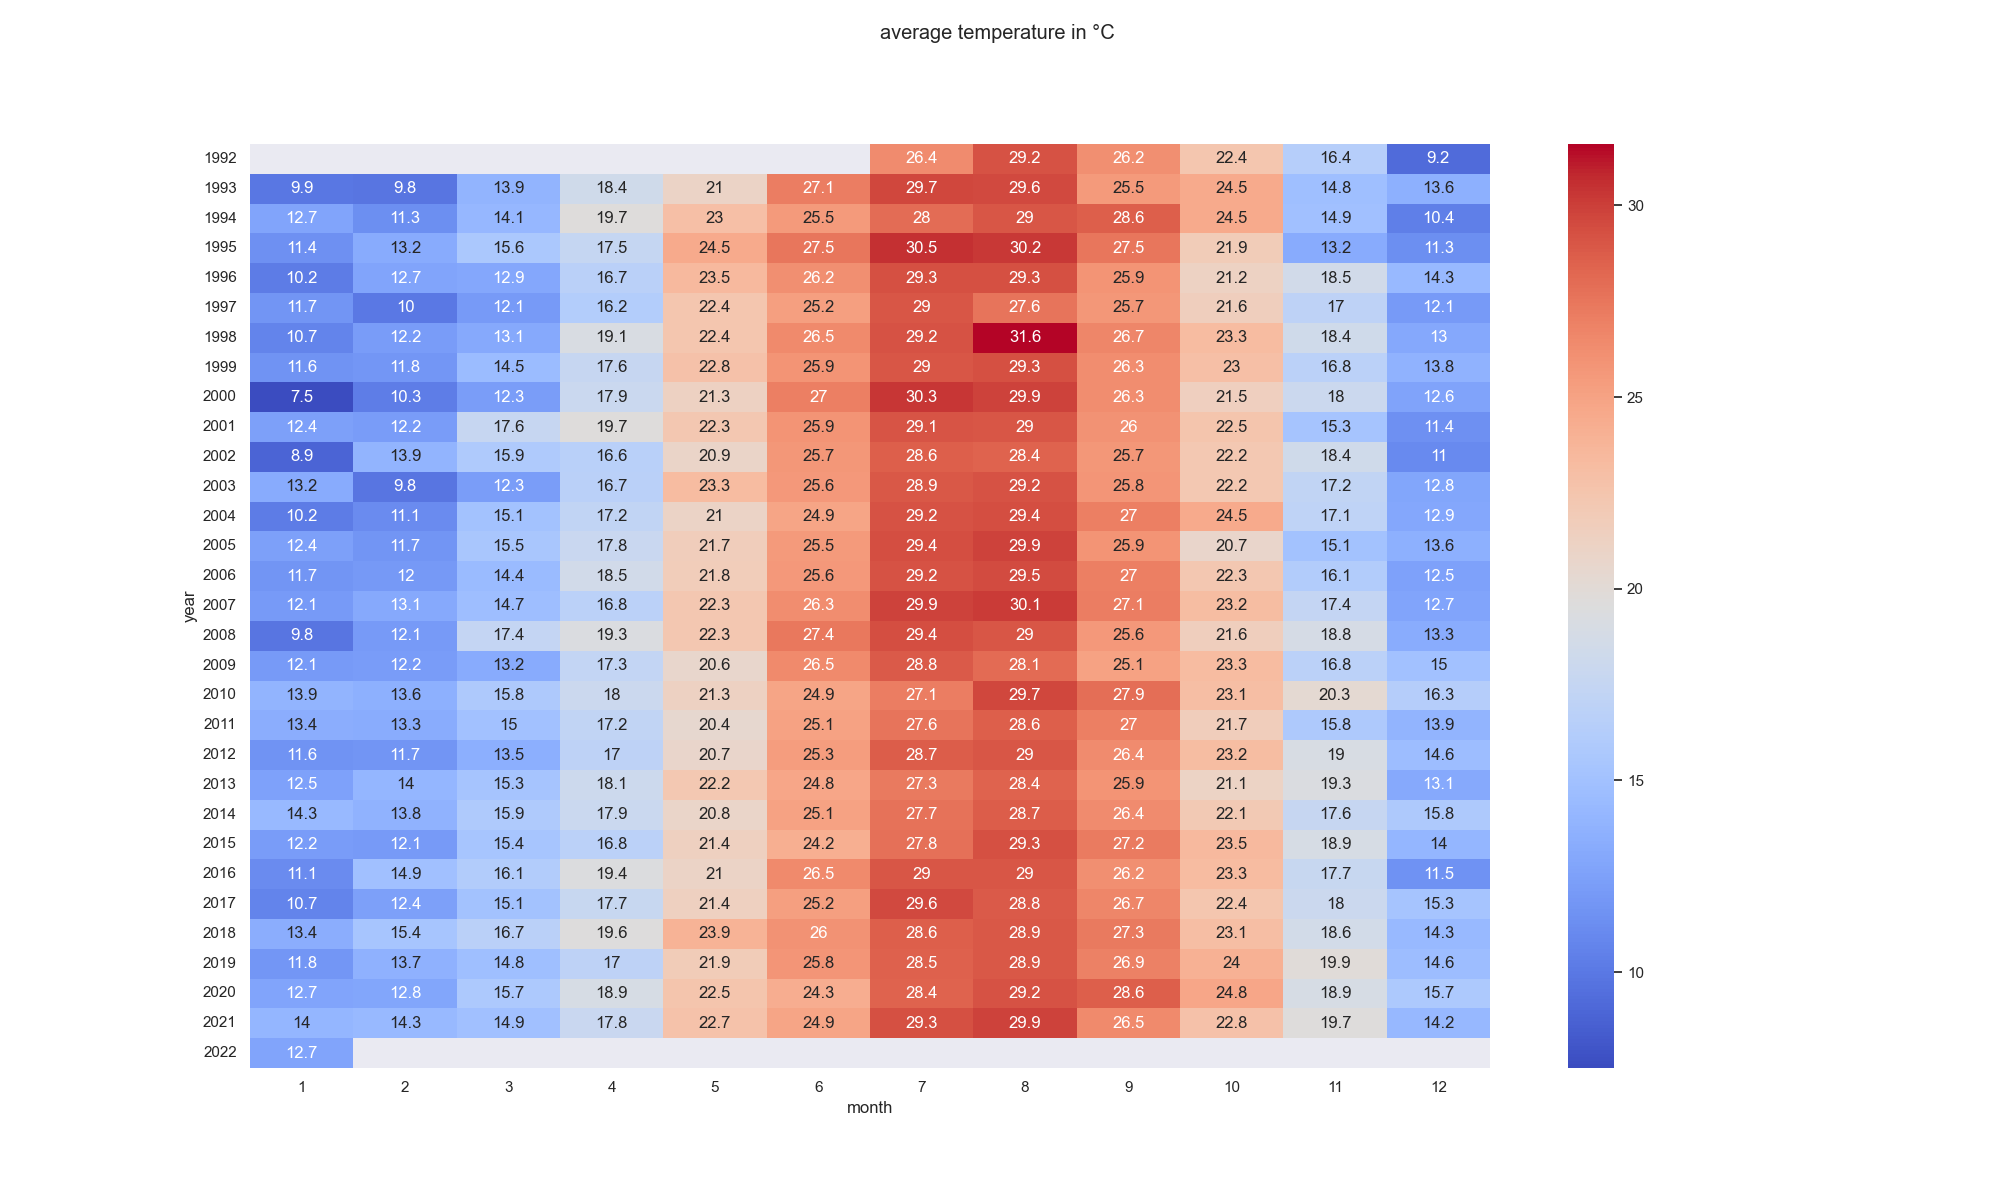 average temperature in °C
1992 26.4 29.2 26.2 22.4 16.4 9.2
1993 9.9 9.8 13.9 18.4 21 27.1 29.7 29.6 25.5 24.5 14.8 13.6
1994 12.7 11.3 14.1 19.7 23 25.5 28 29 28.6 24.5 14.9 10.4
1995 11.4 13.2 15.6 17.5 24.5 27.5 30.5 30.2 27.5 21.9 13.2 11.3
1996 10.2 12.7 12.9 16.7 23.5 26.2 29.3 29.3 25.9 21.2 18.5 14.3
1997 11.7 10 12.1 16.2 22.4 25.2 29 27.6 25.7 21.6 17 12.1
1998 10.7 12.2 13.1 19.1 22.4 26.5 29.2 31.6 26.7 23.3 18.4 13
1999 11.6 11.8 14.5 17.6 22.8 25.9 29 29.3 26.3 23 16.8 13.8
2000 7.5 10.3 12.3 17.9 21.3 27 30.3 29.9 26.3 21.5 18 12.6
2001 12.4 12.2 17.6 19.7 22.3 25.9 29.1 29 26 22.5 15.3 11.4
2002 8.9 13.9 15.9 16.6 20.9 25.7 28.6 28.4 25.7 22.2 18.4 11
2003 13.2 9.8 12.3 16.7 23.3 25.6 28.9 29.2 25.8 22.2 17.2 12.8
2004 10.2 11.1 15.1 17.2 21 24.9 29.2 29.4 27 24.5 17.1 12.9
2005 12.4 11.7 15.5 17.8 21.7 25.5 29.4 29.9 25.9 20.7 15.1 13.6
2006 11.7 12 14.4 18.5 21.8 25.6 29.2 29.5 27 22.3 16.1 12.5
2007 12.1 13.1 14.7 16.8 22.3 26.3 29.9 30.1 27.1 23.2 17.4 12.7
2008 9.8 12.1 17.4 19.3 22.3 27.4 29.4 29 25.6 21.6 18.8 13.3
2009 12.1 12.2 13.2 17.3 20.6 26.5 28.8 28.1 25.1 23.3 16.8 15
2010 13.9 13.6 15.8 18 21.3 24.9 27.1 29.7 27.9 23.1 20.3 16.3
2011 13.4 13.3 15 17.2 20.4 25.1 27.6 28.6 27 21.7 15.8 13.9
2012 11.6 11.7 13.5 17 20.7 25.3 28.7 29 26.4 23.2 19 14.6
2013 12.5 14 15.3 18.1 22.2 24.8 27.3 28.4 25.9 21.1 19.3 13.1
2014 14.3 13.8 15.9 17.9 20.8 25.1 27.7 28.7 26.4 22.1 17.6 15.8
2015 12.2 12.1 15.4 16.8 21.4 24.2 27.8 29.3 27.2 23.5 18.9 14
2016 11.1 14.9 16.1 19.4 21 26.5 29 29 26.2 23.3 17.7 11.5
2017 10.7 12.4 15.1 17.7 21.4 25.2 29.6 28.8 26.7 22.4 18 15.3
2018 13.4 15.4 16.7 19.6 23.9 26 28.6 28.9 27.3 23.1 18.6 14.3
2019 11.8 13.7 14.8 17 21.9 25.8 28.5 28.9 26.9 24 19.9 14.6
2020 12.7 12.8 15.7 18.9 22.5 24.3 28.4 29.2 28.6 24.8 18.9 15.7
2021 14 14.3 14.9 17.8 22.7 24.9 29.3 29.9 26.5 22.8 19.7 14.2
2022 12.7
1 2 3 4 5 6 7 8 9 10 11 12
month
year
30
25
20
15
10